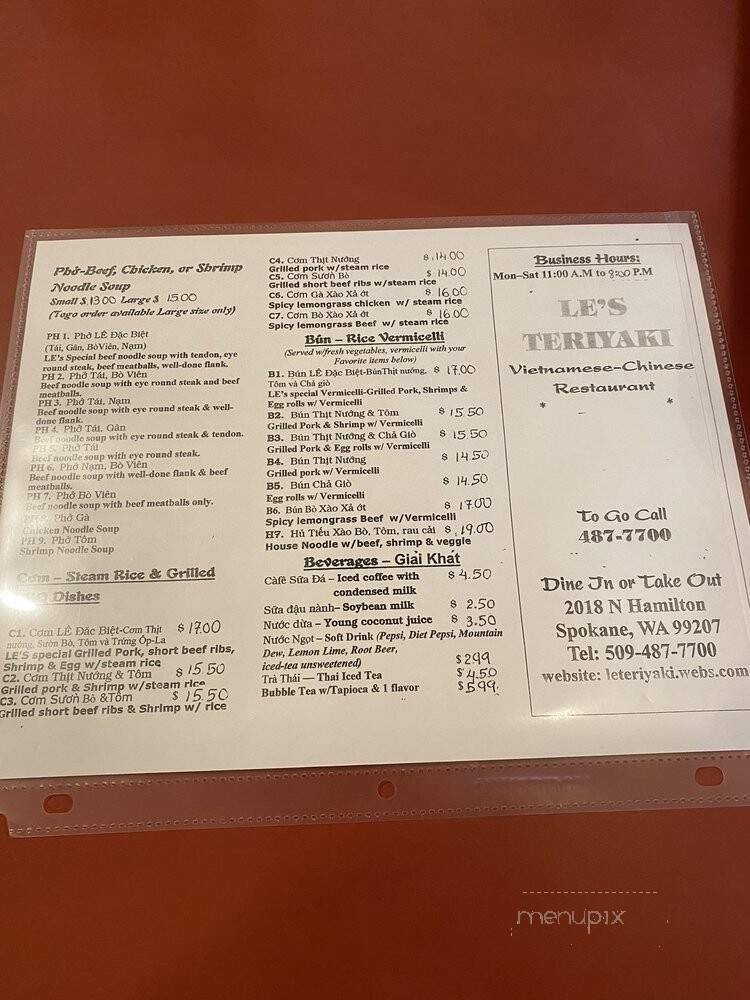 Phở-Beef, Chicken, or Shrimp
Noodle Soup
Small $ 13.00 Large $ 15.00
(Togo order available Large size only)
PH 1. Phở LÊ Đặc Biệt
(Tái, Gân, BòViên, Nạm)
LE's Special beef noodle soup with tendon, eye
round steak, beef meatballs, well-done flank.
PH 2. Phở Tái, Bò Viên
Beef noodle soup with eye round steak and beef
meatballs.
PH 3. Phở Tái, Nạm
Beef noodle soup with eye round steak & well-
done flank.
PH 4. Phở Tái, Gân
Beef noodle soup with eye round steak & tendon.
PH 5. Phở Tái
Beef noodle soup with eye round steak.
PH 6. Phở Nạm, Bò Viên
Beef noodle soup with well-done flank & beef
meatballs.
PH 7. Phở Bò Viên
Noodle soup with beef meatballs only.
PH 8. Phở Gà
Chicken Noodle Soup
PH 9. Phở Tôm
Shrimp Noodle Soup
Cơm – Steam Rice & Grilled
Dishes
C1. Cơm LÊ Đăc Biêt-Cơm Thịt $ 17.00
nướng, Sườn Bò, Tôm và Trứng Ốp-La
LE'S special Grilled Pork, short beef ribs,
Shrimp & Egg w/steam rice
C2. Cơm Thịt Nướng & Tôm $ 15.50
Grilled pork & Shrimp w/steam rice
C3. Cơm Sườn Bò &Tôm $ 15.50
Grilled short beef ribs & Shrimp w/ rice
C4. Cơm Thịt Nướng $ 14.00
Grilled pork w/steam rice
C5. Cơm Sườn Bò $ 14.00
Grilled short beef ribs w/steam rice
C6. Cơm Gà Xào Xả ớt $ 16.00
Spicy lemongrass chicken w/ steam rice
C7. Cơm Bò Xào Xả ớt $ 16.00
Spicy lemongrass Beef w/ steam rice
Bún – Rice Vermicelli
(Served w/fresh vegetables, vermicelli with your
Favorite items below)
B1. Bún LÊ Đặc Biệt-BúnThịt nướng, $ 17.00
Tôm và Chả giò
LE's special Vermicelli-Grilled Pork, Shrimps &
Egg rolls w/ Vermicelli
B2. Bún Thịt Nướng & Tôm $ 15.50
Grilled Pork & Shrimp w/ Vermicelli
B3. Bún Thịt Nướng & Chả Giò $ 15.50
Grilled Pork & Egg rolls w/ Vermicelli
B4. Bún Thịt Nướng $ 14.50
Grilled pork w/ Vermicelli
B5. Bún Chả Giò $ 14.50
Egg rolls w/ Vermicelli
B6. Bún Bò Xào Xả ớt $ 17.00
Spicy lemongrass Beef w/Vermicelli
H7. Hủ Tiếu Xào Bò, Tôm, rau cải $ 19.00
House Noodle w/beef, shrimp & veggie
Beverages – Giải Khát
Càfê Sữa Đá – Iced coffee with $ 4.50
condensed milk
Sữa đậu nành– Soybean milk $ 2.50
Nước dừa – Young coconut juice $ 3.50
Nước Ngọt – Soft Drink (Pepsi, Diet Pepsi, Mountain
Dew, Lemon Lime, Root Beer,
iced-tea unsweetened) $ 2.99
Trà Thái — Thai Iced Tea $ 4.50
Bubble Tea w/Tapioca & 1 flavor $ 5.99
Business Hours:
Mon–Sat 11:00 A.M to 8:00 P.M
LE'S
TERIYAKI
Vietnamese-Chinese
Restaurant
* - *
To Go Call
487-7700
Dine In or Take Out
2018 N Hamilton
Spokane, WA 99207
Tel: 509-487-7700
website: leteriyaki.webs.com
menupix